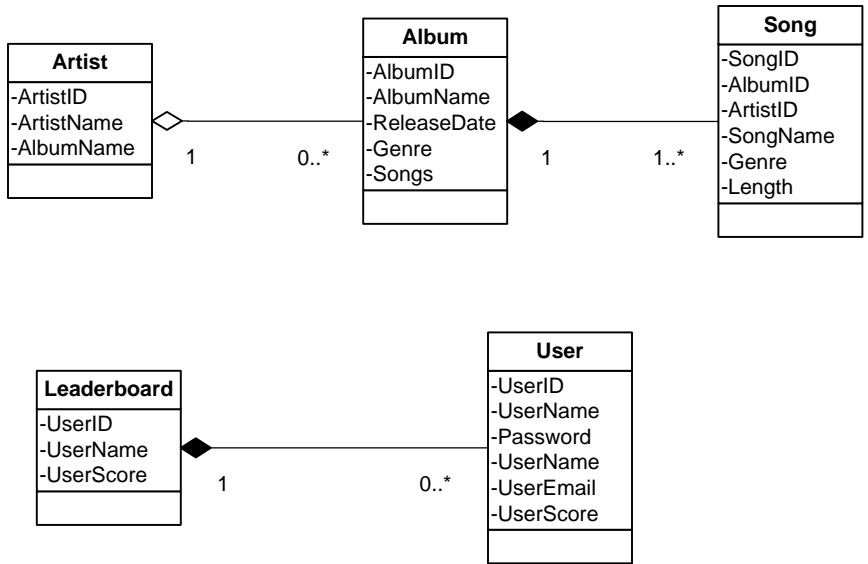 Artist
-ArtistID
-ArtistName
-AlbumName
1
0..*
Album
-AlbumID
-AlbumName
-ReleaseDate
-Genre
-Songs
1
1..*
Song
-SongID
-AlbumID
-ArtistID
-SongName
-Genre
-Length
Leaderboard
-UserID
-UserName
-UserScore
1
0..*
User
-UserID
-UserName
-Password
-UserName
-UserEmail
-UserScore